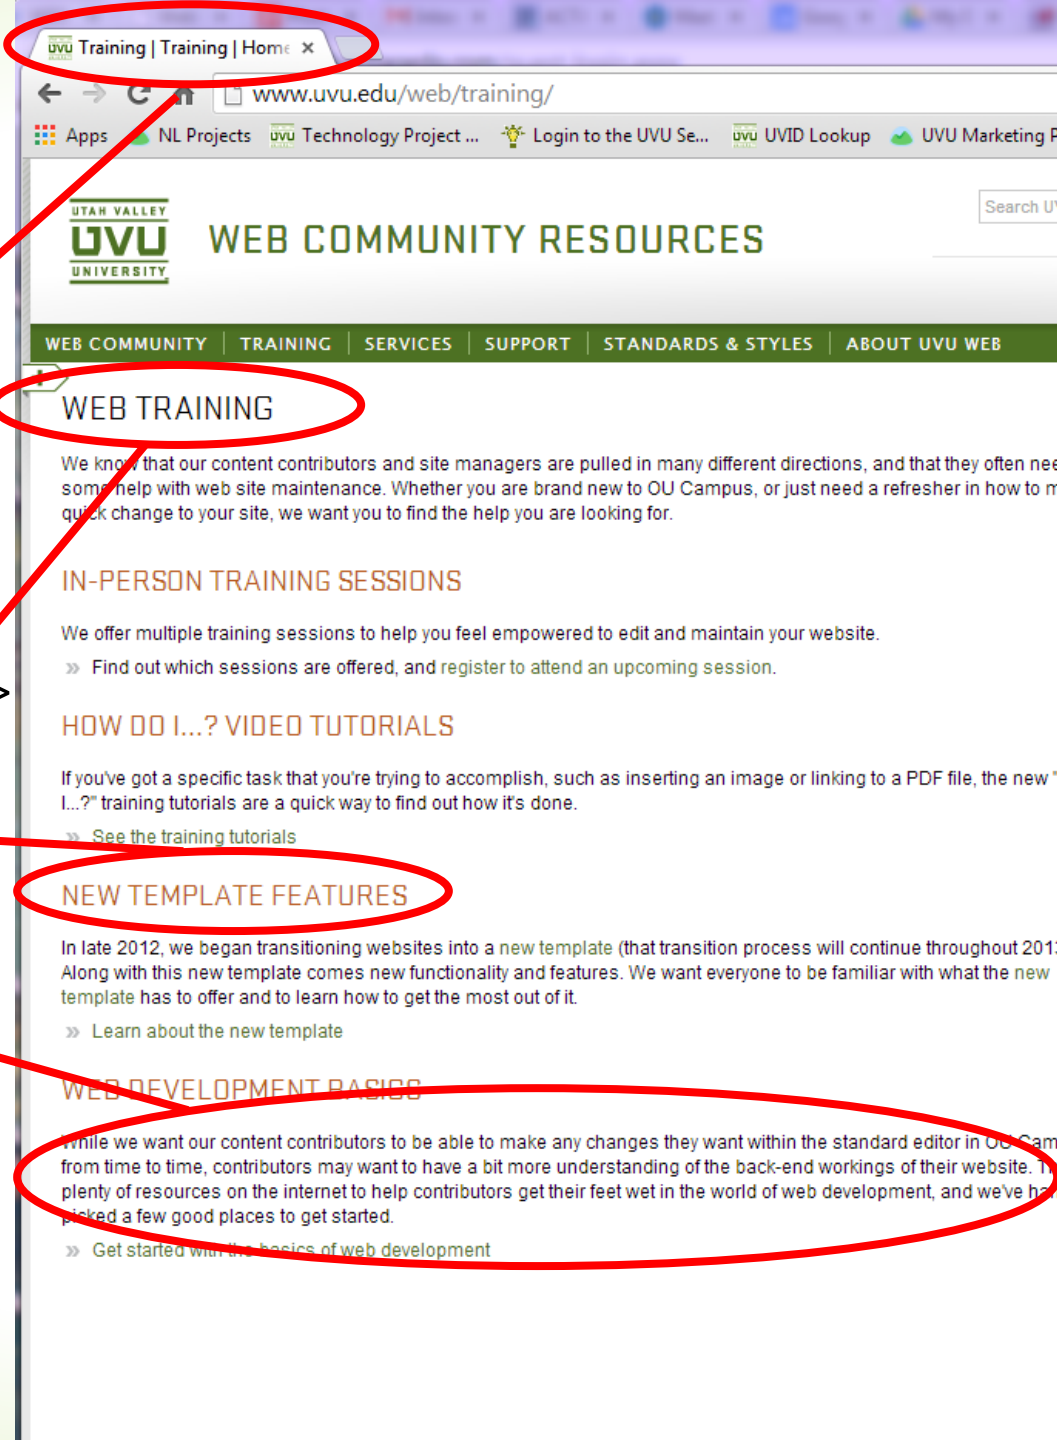 Training | Training | Home
www.uvu.edu/web/training/
Apps NL Projects UVU Technology Project ... Login to the UVU Se... UVU UVID Lookup UVU Marketing P
UTAH VALLEY
UVU
UNIVERSITY
WEB COMMUNITY RESOURCES
Search UV
WEB COMMUNITY TRAINING SERVICES SUPPORT STANDARDS & STYLES ABOUT UVU WEB
WEB TRAINING
We know that our content contributors and site managers are pulled in many different directions, and that they often nee
some help with web site maintenance. Whether you are brand new to OU Campus, or just need a refresher in how to m
quick change to your site, we want you to find the help you are looking for.
IN-PERSON TRAINING SESSIONS
We offer multiple training sessions to help you feel empowered to edit and maintain your website.
» Find out which sessions are offered, and register to attend an upcoming session.
>
HOW DO I...? VIDEO TUTORIALS
If you've got a specific task that you're trying to accomplish, such as inserting an image or linking to a PDF file, the new "
I...?" training tutorials are a quick way to find out how it's done.
» See the training tutorials
NEW TEMPLATE FEATURES
In late 2012, we began transitioning websites into a new template (that transition process will continue throughout 2013
Along with this new template comes new functionality and features. We want everyone to be familiar with what the new
template has to offer and to learn how to get the most out of it.
» Learn about the new template
WEB DEVELOPMENT BASICS
While we want our content contributors to be able to make any changes they want within the standard editor in OU Cam
from time to time, contributors may want to have a bit more understanding of the back-end workings of their website. Th
plenty of resources on the internet to help contributors get their feet wet in the world of web development, and we've han
picked a few good places to get started.
» Get started with the basics of web development